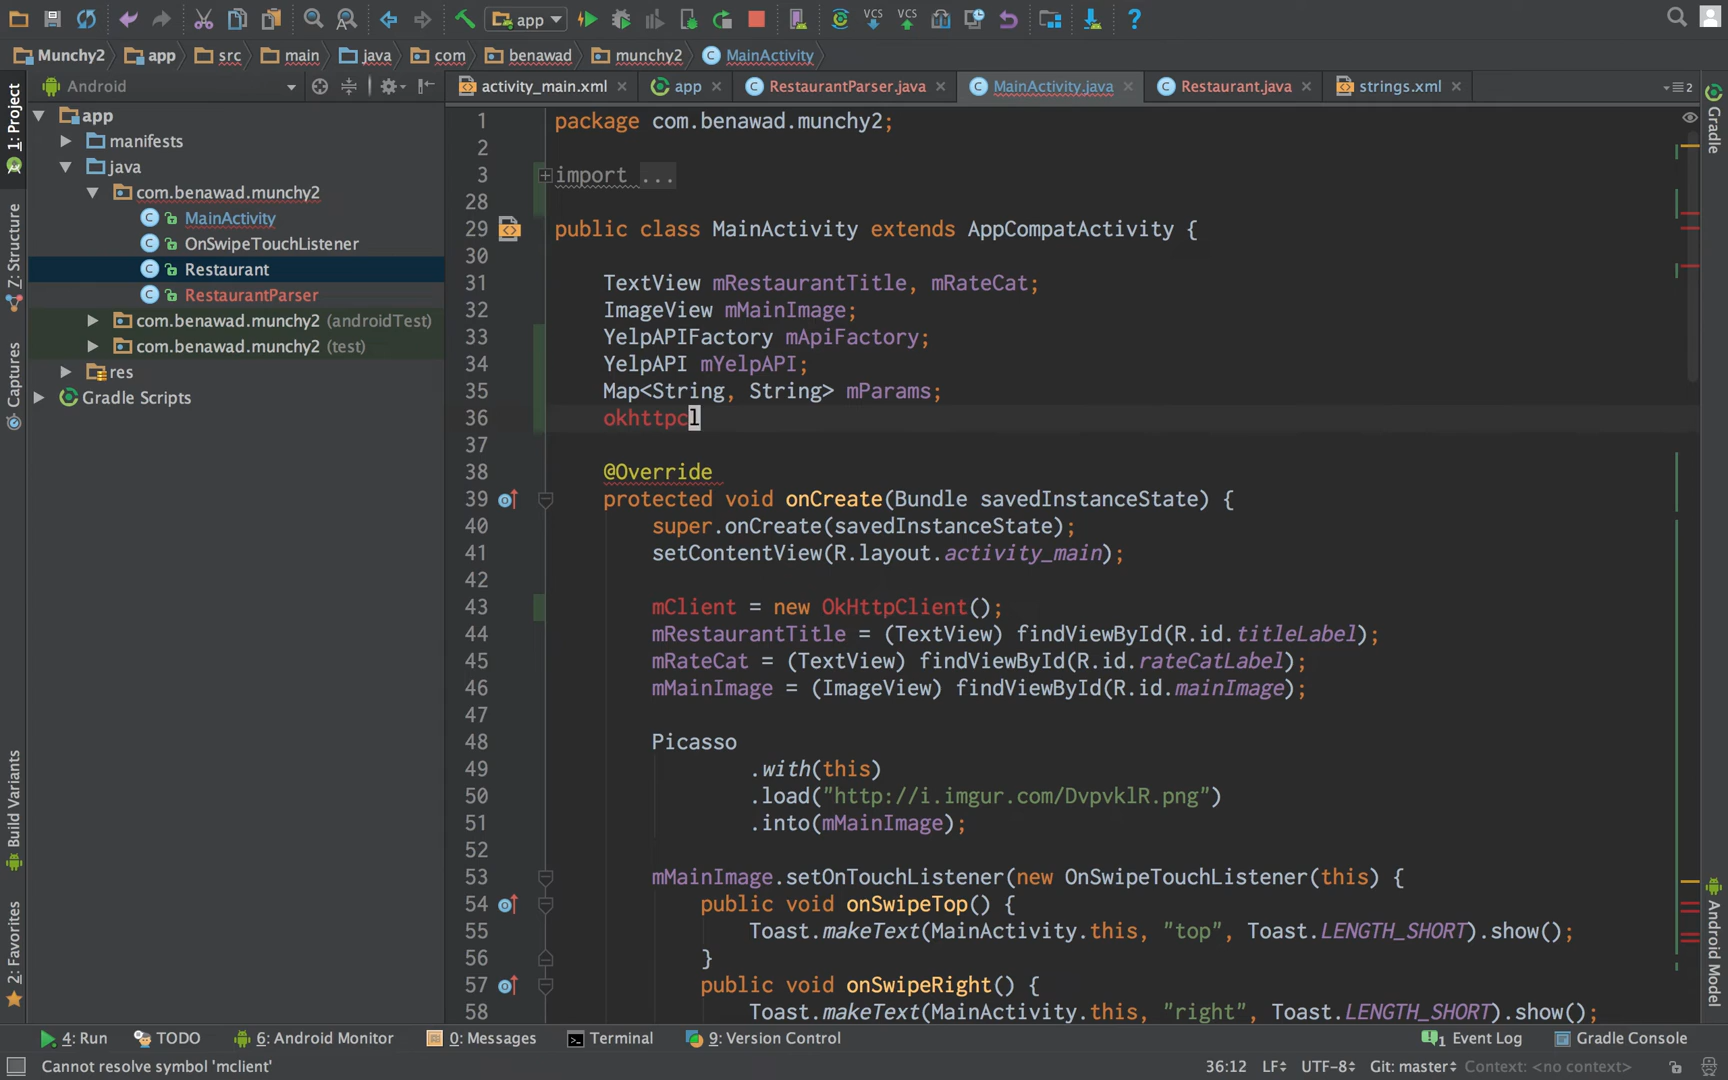 app
Munchy2 app src main java com benawad munchy2 MainActivity
Android
activity_main.xml app RestaurantParser.java MainActivity.java Restaurant.java strings.xml
2
1: Project
Z: Structure
Captures
Build Variants
2: Favorites
app
manifests
java
com.benawad.munchy2
MainActivity
OnSwipeTouchListener
Restaurant
RestaurantParser
com.benawad.munchy2 (androidTest)
com.benawad.munchy2 (test)
res
Gradle Scripts
1 package com.benawad.munchy2;
2
3 import ...
28
29 public class MainActivity extends AppCompatActivity {
30
31 TextView mRestaurantTitle, mRateCat;
32 ImageView mMainImage;
33 YelpAPIFactory mApiFactory;
34 YelpAPI mYelpAPI;
35 Map<String, String> mParams;
36 okhttpcl
37
38 @Override
39 protected void onCreate(Bundle savedInstanceState) {
40 super.onCreate(savedInstanceState);
41 setContentView(R.layout.activity_main);
42
43 mClient = new OkHttpClient();
44 mRestaurantTitle = (TextView) findViewById(R.id.titleLabel);
45 mRateCat = (TextView) findViewById(R.id.rateCatLabel);
46 mMainImage = (ImageView) findViewById(R.id.mainImage);
47
48 Picasso
49 .with(this)
50 .load("http://i.imgur.com/DvpvklR.png")
51 .into(mMainImage);
52
53 mMainImage.setOnTouchListener(new OnSwipeTouchListener(this) {
54 public void onSwipeTop() {
55 Toast.makeText(MainActivity.this, "top", Toast.LENGTH_SHORT).show();
56 }
57 public void onSwipeRight() {
58 Toast.makeText(MainActivity.this, "right", Toast.LENGTH_SHORT).show();
Gradle
Android Model
4: Run TODO 6: Android Monitor 0: Messages Terminal 9: Version Control 1 Event Log Gradle Console
Cannot resolve symbol 'mclient' 36:12 LF UTF-8 Git: master Context: <no context>